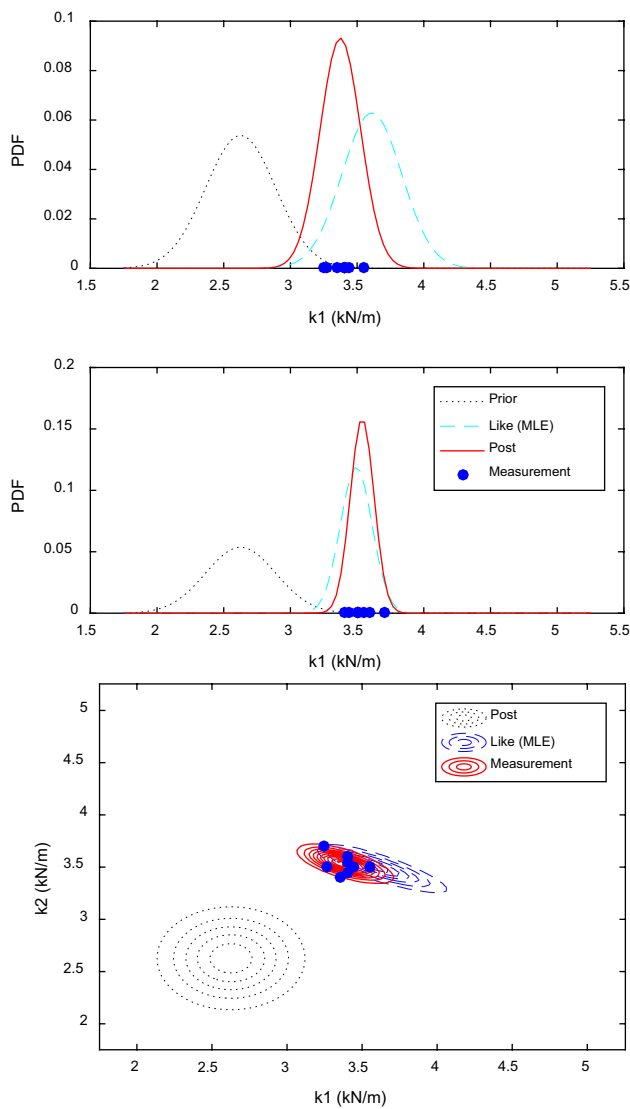 0.1
0.08
0.06
0.04
0.02
0
PDF
1.5 2 2.5 3 3.5 4 4.5 5 5.5
k1 (kN/m)
0.2
0.15
0.1
0.05
0
PDF
Prior
Like (MLE)
Post
Measurement
1.5 2 2.5 3 3.5 4 4.5 5 5.5
k1 (kN/m)
5
4.5
4
3.5
3
2.5
2
k2 (kN/m)
Post
Like (MLE)
Measurement
2 2.5 3 3.5 4 4.5 5
k1 (kN/m)